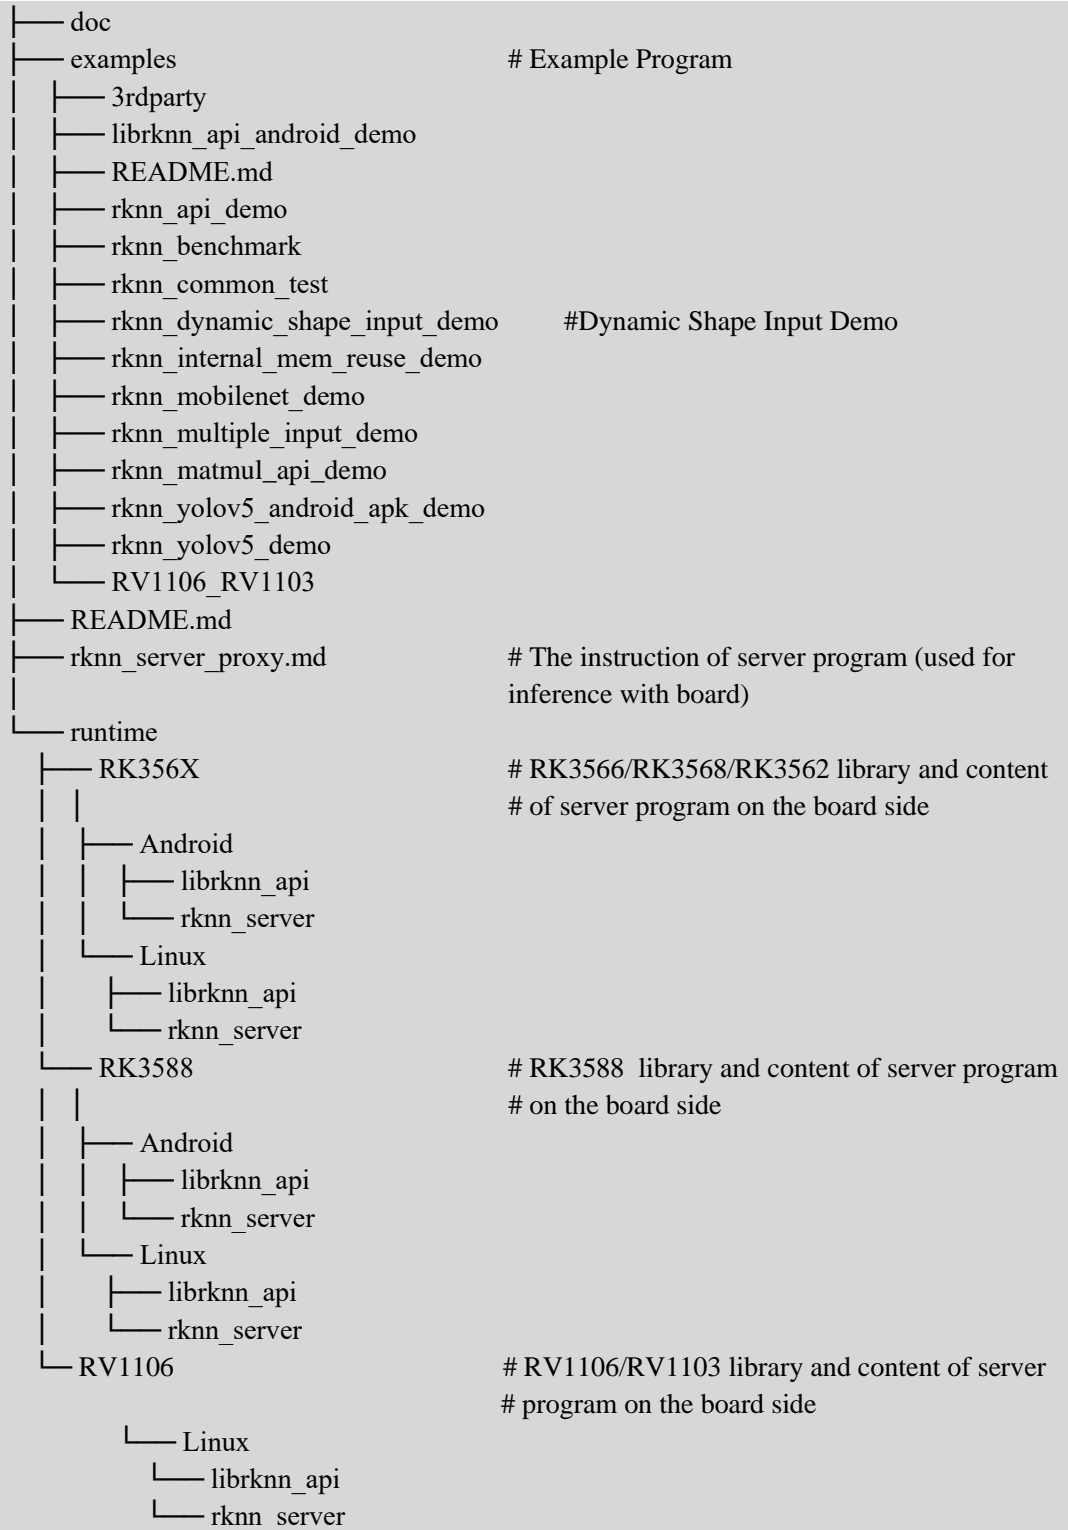 ├── doc
├── examples # Example Program
│ ├── 3rdparty
│ ├── librknn_api_android_demo
│ ├── README.md
│ ├── rknn_api_demo
│ ├── rknn_benchmark
│ ├── rknn_common_test
│ ├── rknn_dynamic_shape_input_demo #Dynamic Shape Input Demo
│ ├── rknn_internal_mem_reuse_demo
│ ├── rknn_mobilenet_demo
│ ├── rknn_multiple_input_demo
│ ├── rknn_matmul_api_demo
│ ├── rknn_yolov5_android_apk_demo
│ ├── rknn_yolov5_demo
│ └── RV1106_RV1103
├── README.md
├── rknn_server_proxy.md # The instruction of server program (used for
│ inference with board)
└── runtime
├── RK356X # RK3566/RK3568/RK3562 library and content
│ │ # of server program on the board side
│ ├── Android
│ │ ├── librknn_api
│ │ └── rknn_server
│ └── Linux
│ ├── librknn_api
│ └── rknn_server
└── RK3588 # RK3588 library and content of server program
│ │ # on the board side
│ ├── Android
│ │ ├── librknn_api
│ │ └── rknn_server
│ └── Linux
│ ├── librknn_api
│ └── rknn_server
└── RV1106 # RV1106/RV1103 library and content of server
# program on the board side
└── Linux
└── librknn_api
└── rknn_server